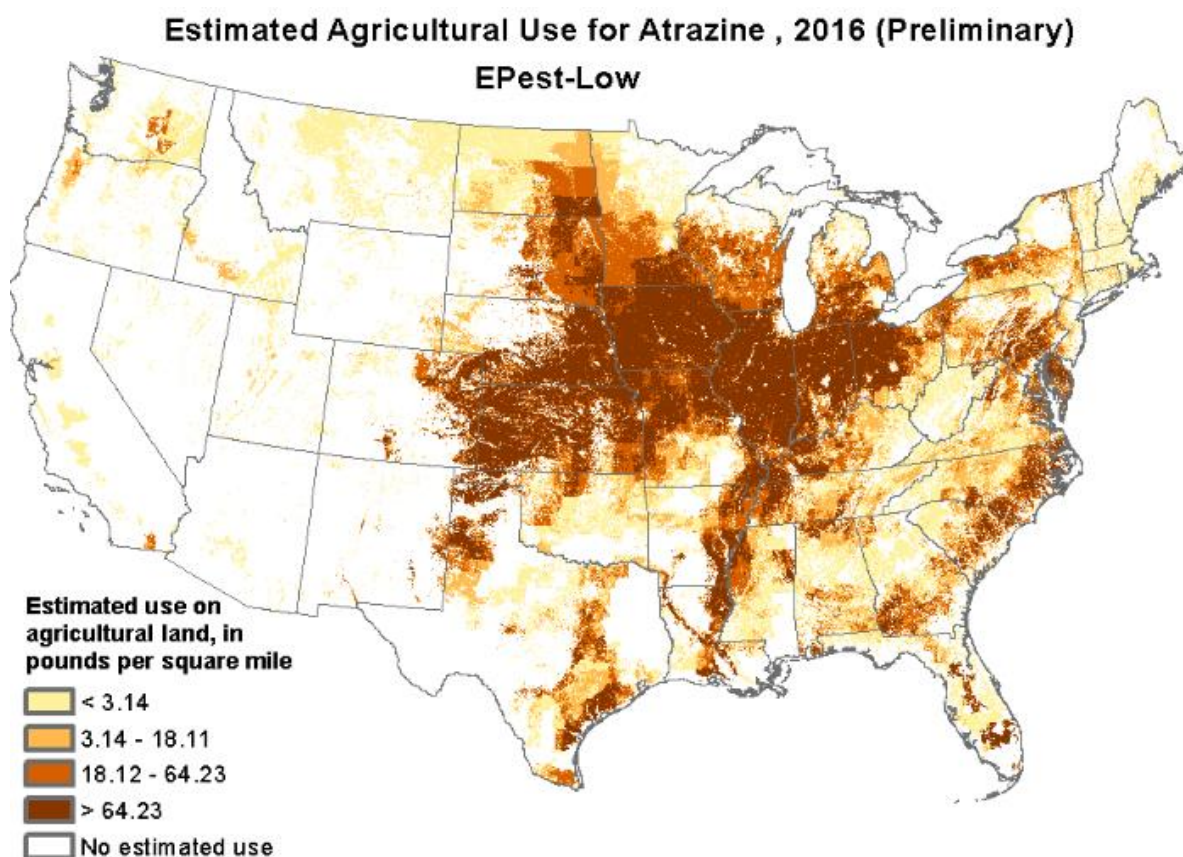 Estimated Agricultural Use for Atrazine , 2016 (Preliminary)
EPest-Low
Estimated use on
agricultural land, in
pounds per square mile
< 3.14
3.14 - 18.11
18.12 - 64.23
> 64.23
No estimated use